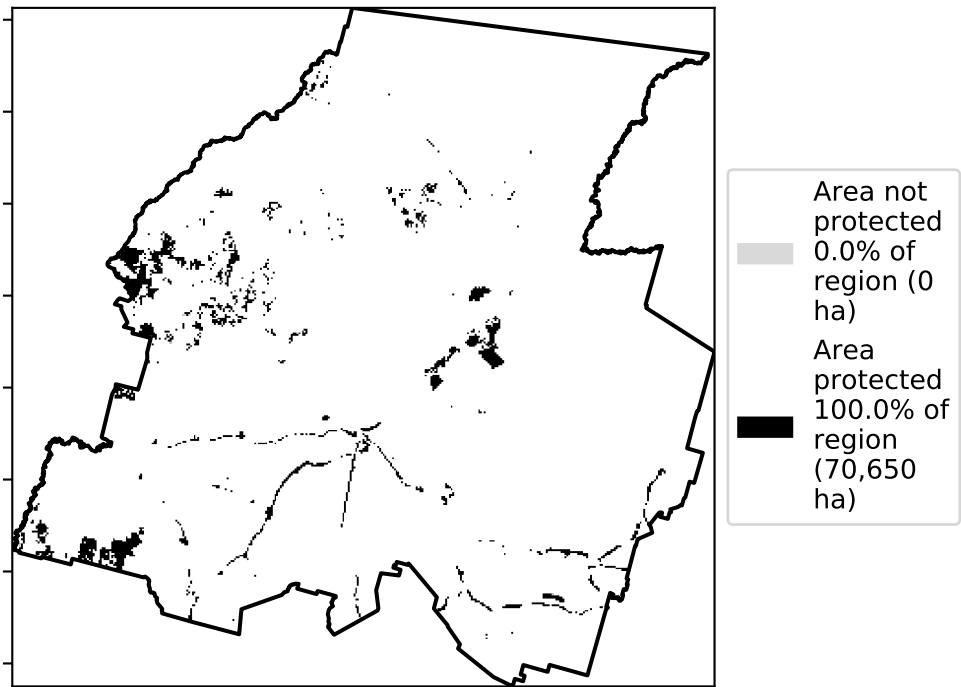 Area not
protected
0.0% of
region (0
ha)
Area
protected
100.0% of
region
(70,650
ha)